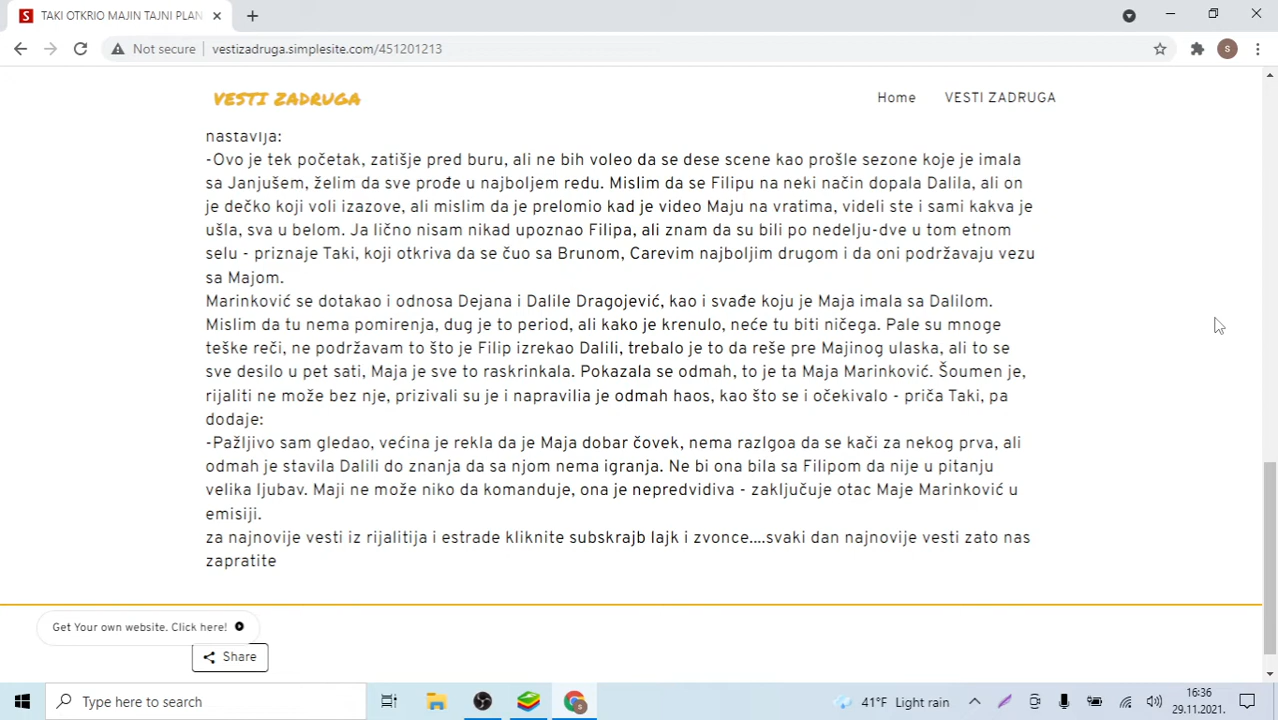 TAKI OTKRIO MAJIN TAJNI PLAN
Not secure
vestizadruga.simplesite.com/451201213
VESTI ZADRUGA
Home
VESTI ZADRUGA
nastavlja:
-Ovo je tek početak, zatišje pred buru, ali ne bih voleo da se dese scene kao prošle sezone koje je imala
sa Janjušem, želim da sve prođe u najboljem redu. Mislim da se Filipu na neki način dopala Dalila, ali on
je dečko koji voli izazove, ali mislim da je prelomio kad je video Maju na vratima, videli ste i sami kakva je
ušla, sva u belom. Ja lično nisam nikad upoznao Filipa, ali znam da su bili po nedelju-dve u tom etnom
selu - priznaje Taki, koji otkriva da se čuo sa Brunom, Carevim najboljim drugom i da oni podržavaju vezu
sa Majom.
Marinković se dotakao i odnosa Dejana i Dalile Dragojević, kao i svađe koju je Maja imala sa Dalilom.
Mislim da tu nema pomirenja, dug je to period, ali kako je krenulo, neće tu biti ničega. Pale su mnoge
teške reči, ne podržavam to što je Filip izrekao Dalili, trebalo je to da reše pre Majinog ulaska, ali to se
sve desilo u pet sati, Maja je sve to raskrinkala. Pokazala se odmah, to je ta Maja Marinković. Šoumen je,
rijaliti ne može bez nje, prizivali su je i napravilia je odmah haos, kao što se i očekivalo - priča Taki, pa
dodaje:
-Pažljivo sam gledao, većina je rekla da je Maja dobar čovek, nema razlgoa da se kači za nekog prva, ali
odmah je stavila Dalili do znanja da sa njom nema igranja. Ne bi ona bila sa Filipom da nije u pitanju
velika ljubav. Maji ne može niko da komanduje, ona je nepredvidiva - zaključuje otac Maje Marinković u
emisiji.
za najnovije vesti iz rijalitija i estrade kliknite subskrajb lajk i zvonce....svaki dan najnovije vesti zato nas
zapratite
Get Your own website. Click here!
Share
Type here to search
41°F Light rain
16:36
29.11.2021.